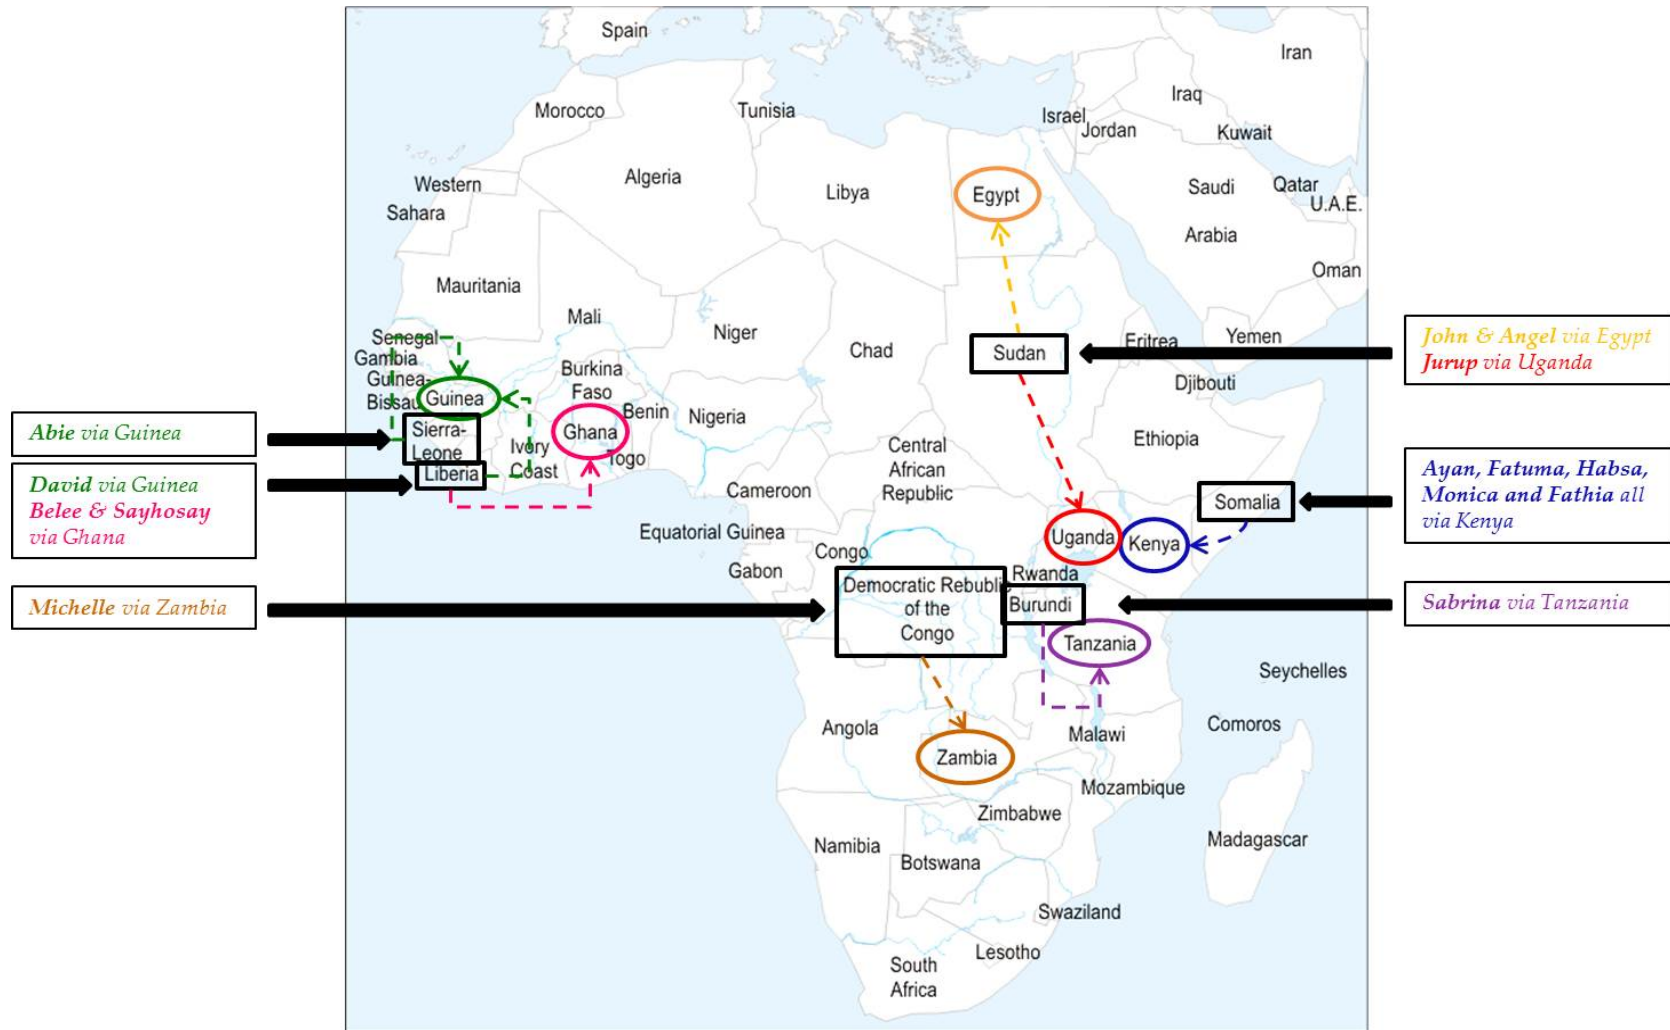 Spain
Iran
Morocco
Tunisia
Iraq
Israel
Jordan
Kuwait
Western
Sahara
Algeria
Libya
Egypt
Saudi
Arabia
Qatar
U.A.E.
Oman
Mauritania
Mali
Niger
Chad
Sudan
Eritrea
Yemen
Djibouti
Senegal
Gambia
Guinea-
Bissau
Guinea
Burkina
Faso
Benin
Nigeria
Ghana
Togo
Ivory
Coast
Sierra-
Leone
Liberia
Ethiopia
Central
African
Republic
Cameroon
Somalia
Equatorial Guinea
Uganda
Kenya
Congo
Gabon
Rwanda
Democratic Rebublic
of the
Congo
Burundi
Tanzania
Seychelles
Angola
Malawi
Comoros
Zambia
Mozambique
Zimbabwe
Madagascar
Namibia
Botswana
Swaziland
Lesotho
South
Africa
Abie via Guinea
David via Guinea
Belee & Sayhosay
via Ghana
Michelle via Zambia
John & Angel via Egypt
Jurup via Uganda
Ayan, Fatuma, Habsa,
Monica and Fathia all
via Kenya
Sabrina via Tanzania